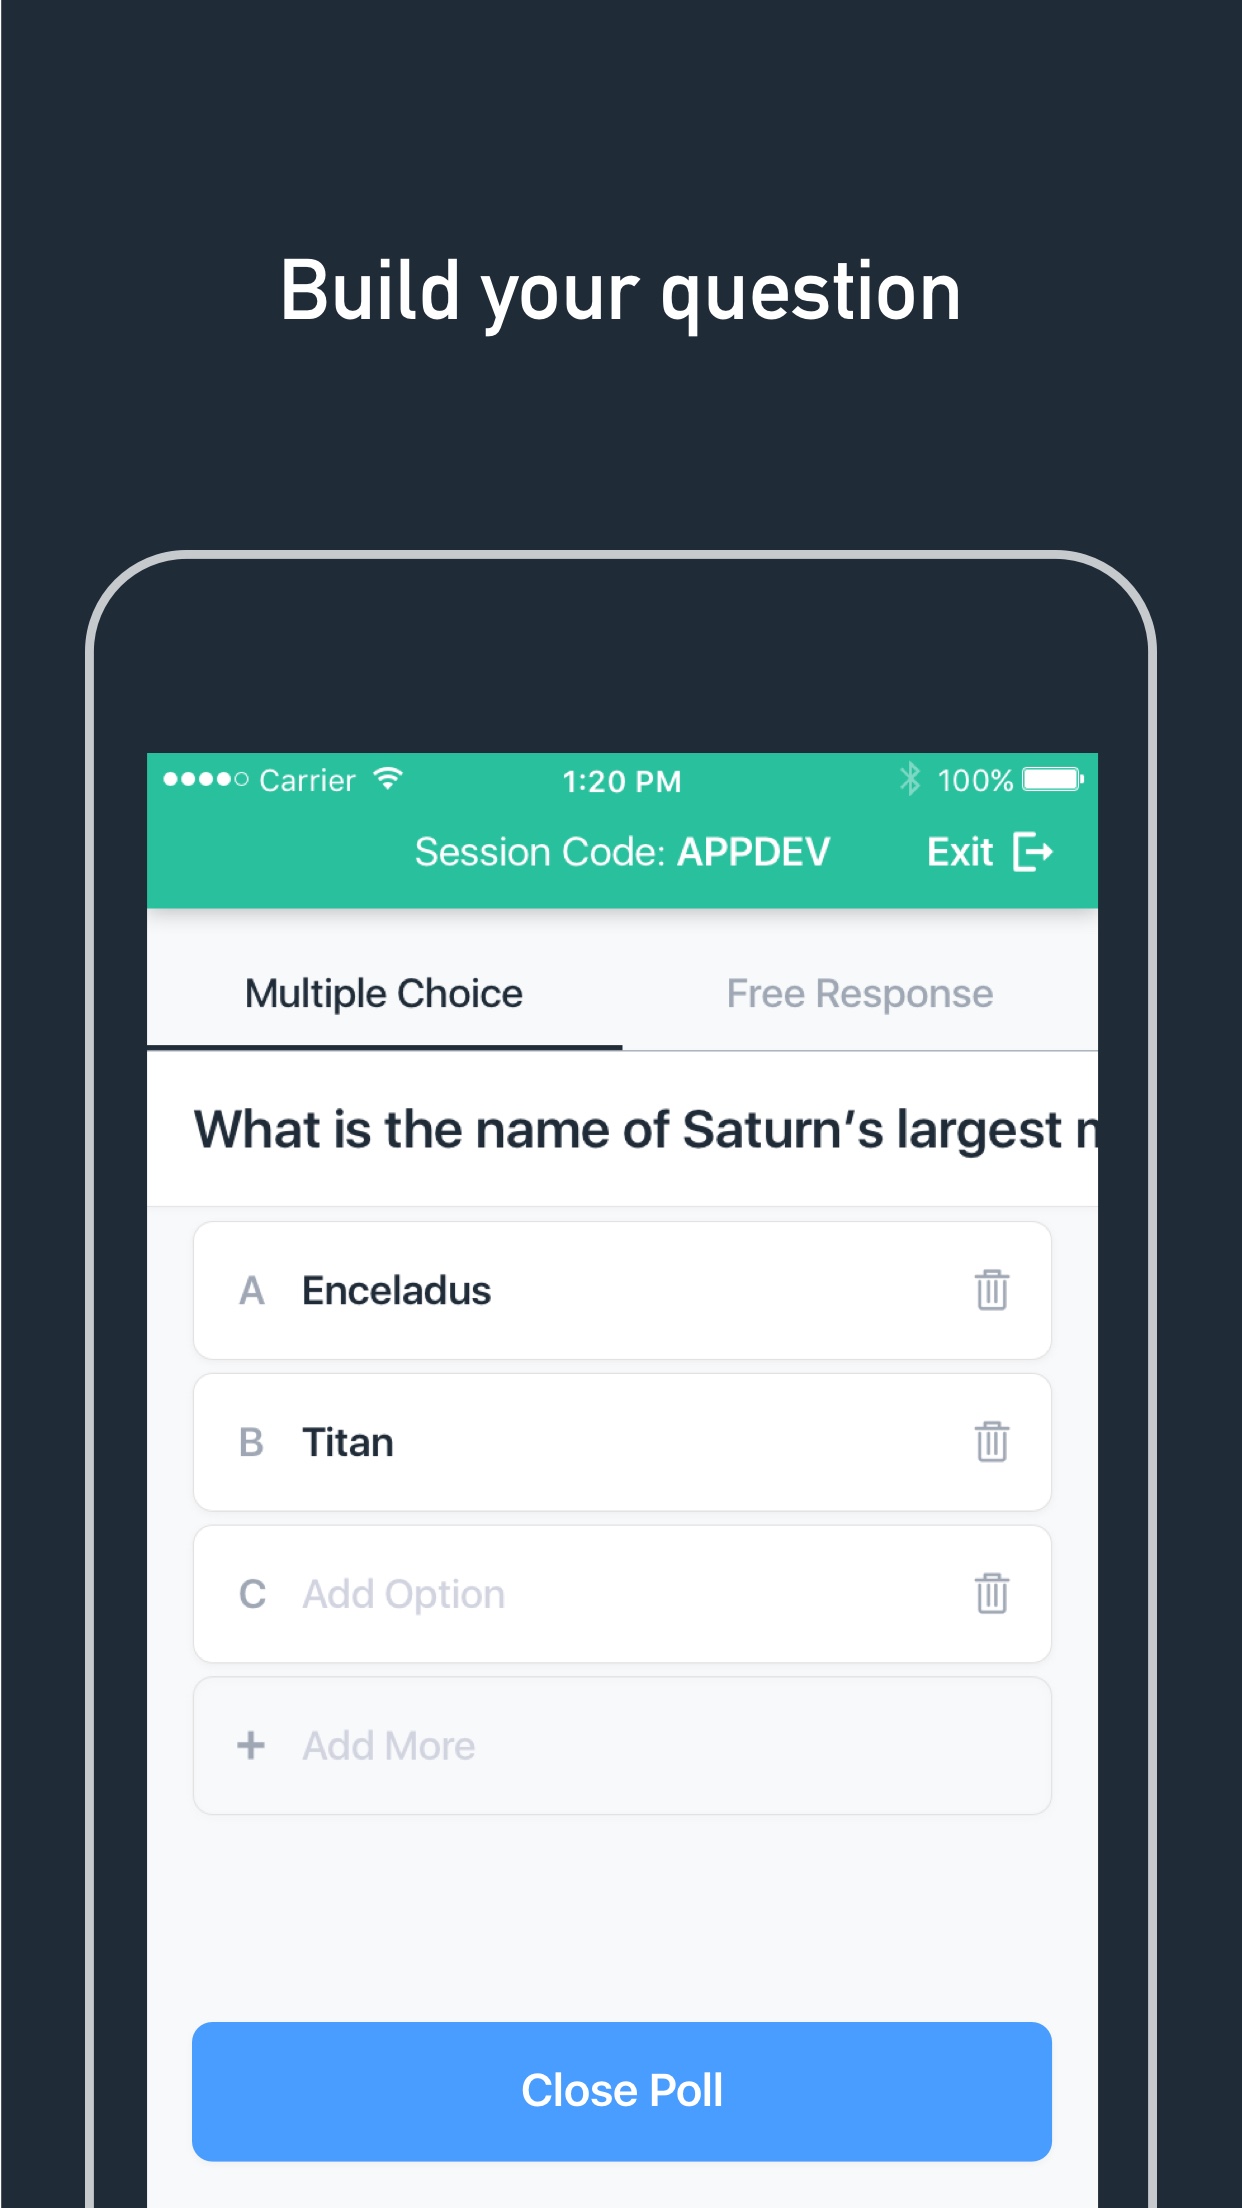 Build your question
Carrier 1:20 PM 100%
Session Code: APPDEV Exit
Multiple Choice Free Response
What is the name of Saturn’s largest
A Enceladus
B Titan
C Add Option
+ Add More
Close Poll